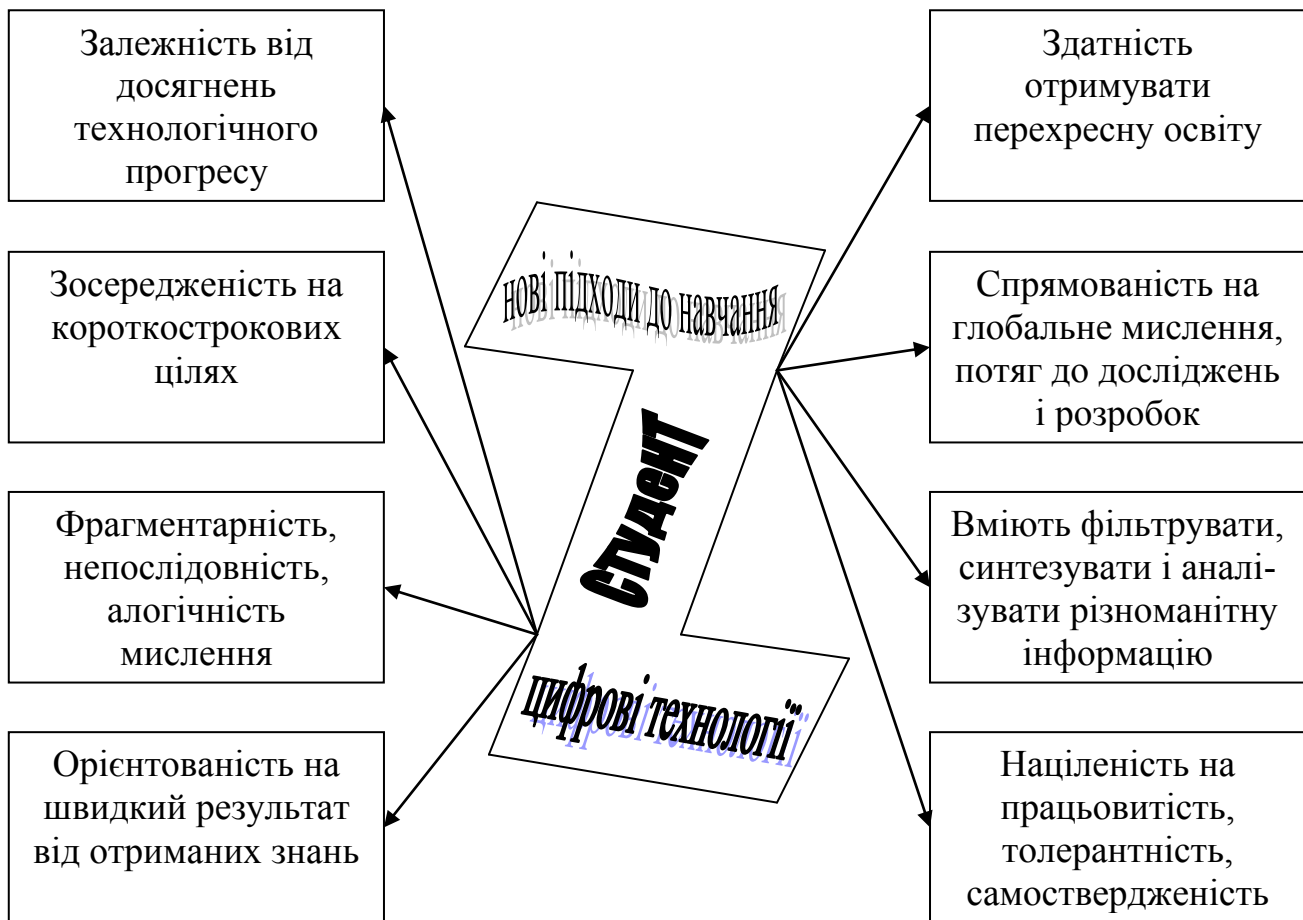 Залежність від
досягнень
технологічного
прогресу
Зосередженість на
короткострокових
цілях
Фрагментарність,
непослідовність,
алогічність
мислення
Орієнтованість на
швидкий результат
від отриманих знань
нові підходи до навчання
Студент
цифрові технології
Здатність
отримувати
перехресну освіту
Спрямованість на
глобальне мислення,
потяг до досліджень
і розробок
Вміють фільтрувати,
синтезувати і аналі-
зувати різноманітну
інформацію
Націленість на
працьовитість,
толерантність,
самоствердженість